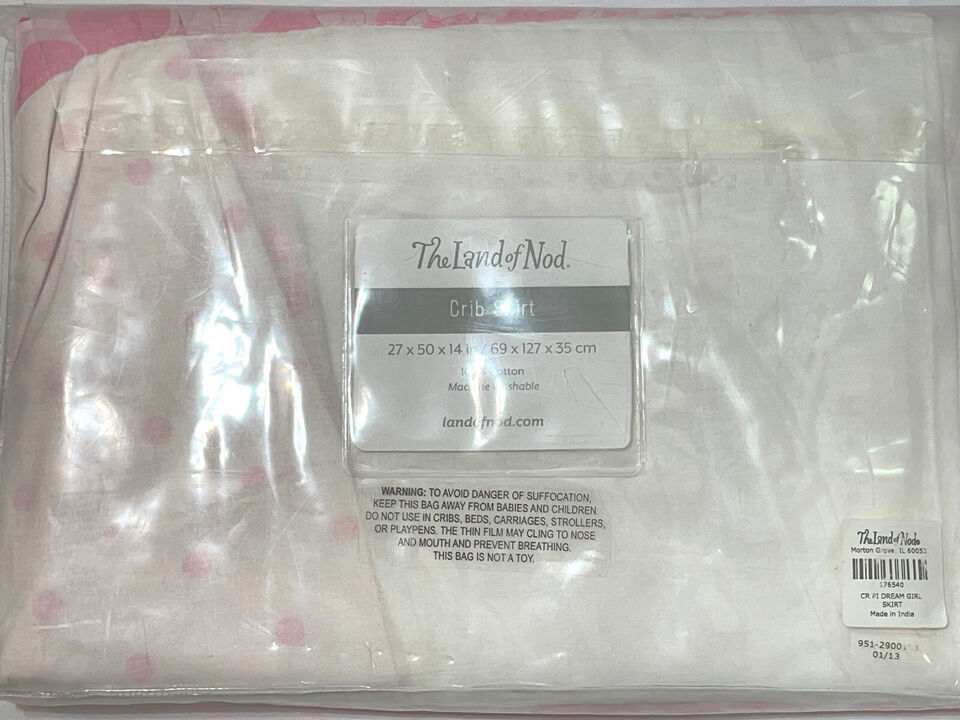 The Land of Nod.
Crib Skirt
27 x 50 x 14 in / 69 x 127 x 35 cm
Cotton
Machine Washable
landofnod.com
WARNING: TO AVOID DANGER OF SUFFOCATION,
KEEP THIS BAG AWAY FROM BABIES AND CHILDREN.
DO NOT USE IN CRIBS, BEDS, CARRIAGES, STROLLERS,
OR PLAYPENS. THE THIN FILM MAY CLING TO NOSE
AND MOUTH AND PREVENT BREATHING.
THIS BAG IS NOT A TOY.
The Land of Nod
Morton Grove, IL 60053
176540
CR PI DREAM GIRL
SKIRT
Made in India
01/13